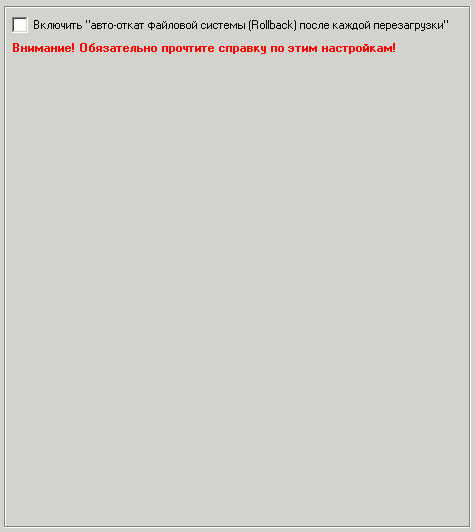 Включить "авто-откат файловой системы (Rollback) после каждой перезагрузки"
Внимание! Обязательно прочтите справку по этим настройкам!